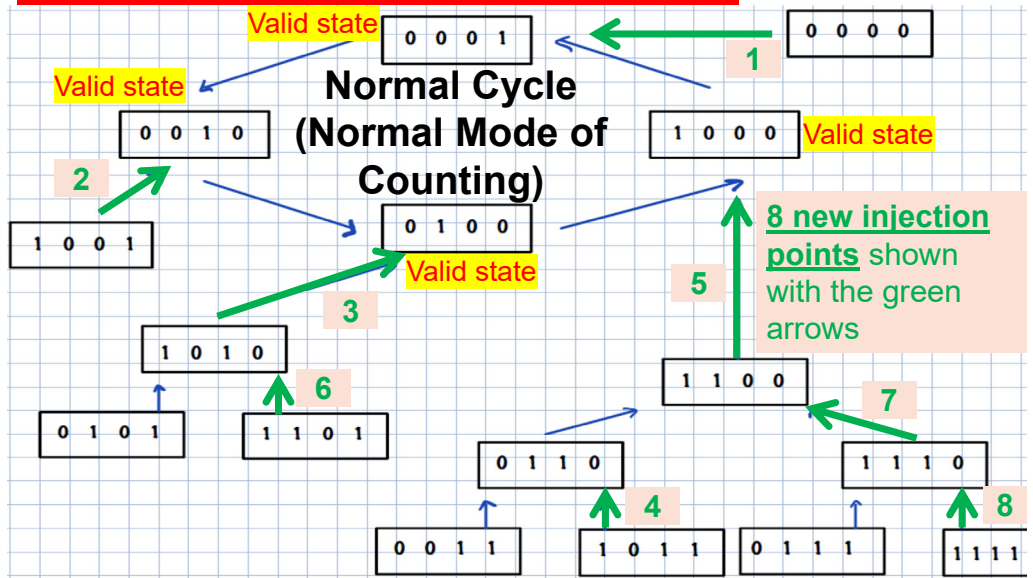 Valid state
0 0 0 1
0 0 0 0
1
Valid state
Normal Cycle
(Normal Mode of
Counting)
0 0 1 0
1 0 0 0
Valid state
2
1 0 0 1
0 1 0 0
Valid state
8 new injection
points shown
with the green
arrows
3
5
1 0 1 0
6
1 1 0 0
7
0 1 0 1
1 1 0 1
0 1 1 0
1 1 1 0
4
8
0 0 1 1
1 0 1 1
0 1 1 1
1 1 1 1